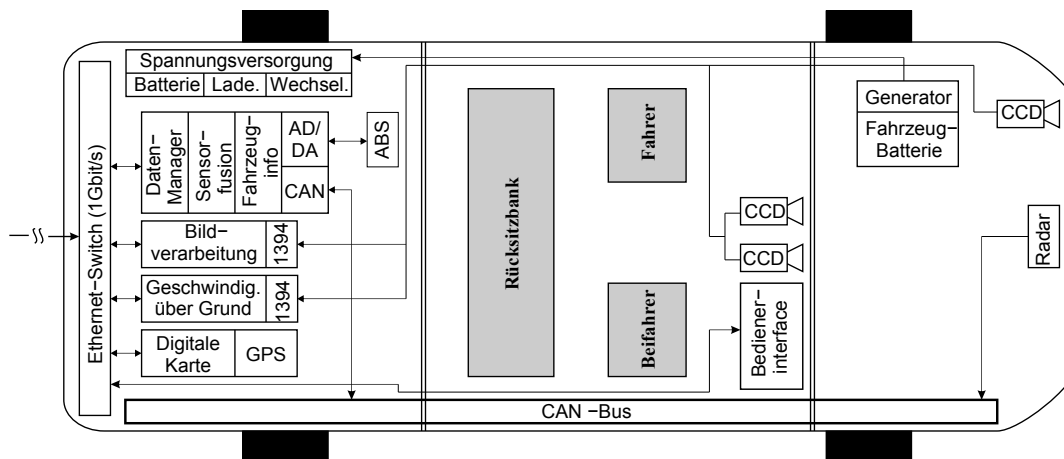 Spannungsversorgung
Batterie Lade. Wechsel.
Ethernet-Switch (1Gbit/s)
Daten-
Manager
Sensor-
fusion
Fahrzeug-
info
AD/
DA
CAN
ABS
Bild-
verarbeitung
1394
Geschwindig.
über Grund
1394
Digitale
Karte
GPS
CAN -Bus
Rücksitzbank
Fahrer
Beifahrer
CCD
CCD
Bediener-
interface
Generator
Fahrzeug-
Batterie
CCD
Radar